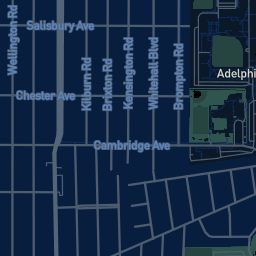 Wellington Rd
Salisbury Ave
Kilburn Rd
Brixton Rd
Kensington Rd
Whitehall Blvd
Brompton Rd
Adelphi
Chester Ave
Cambridge Ave